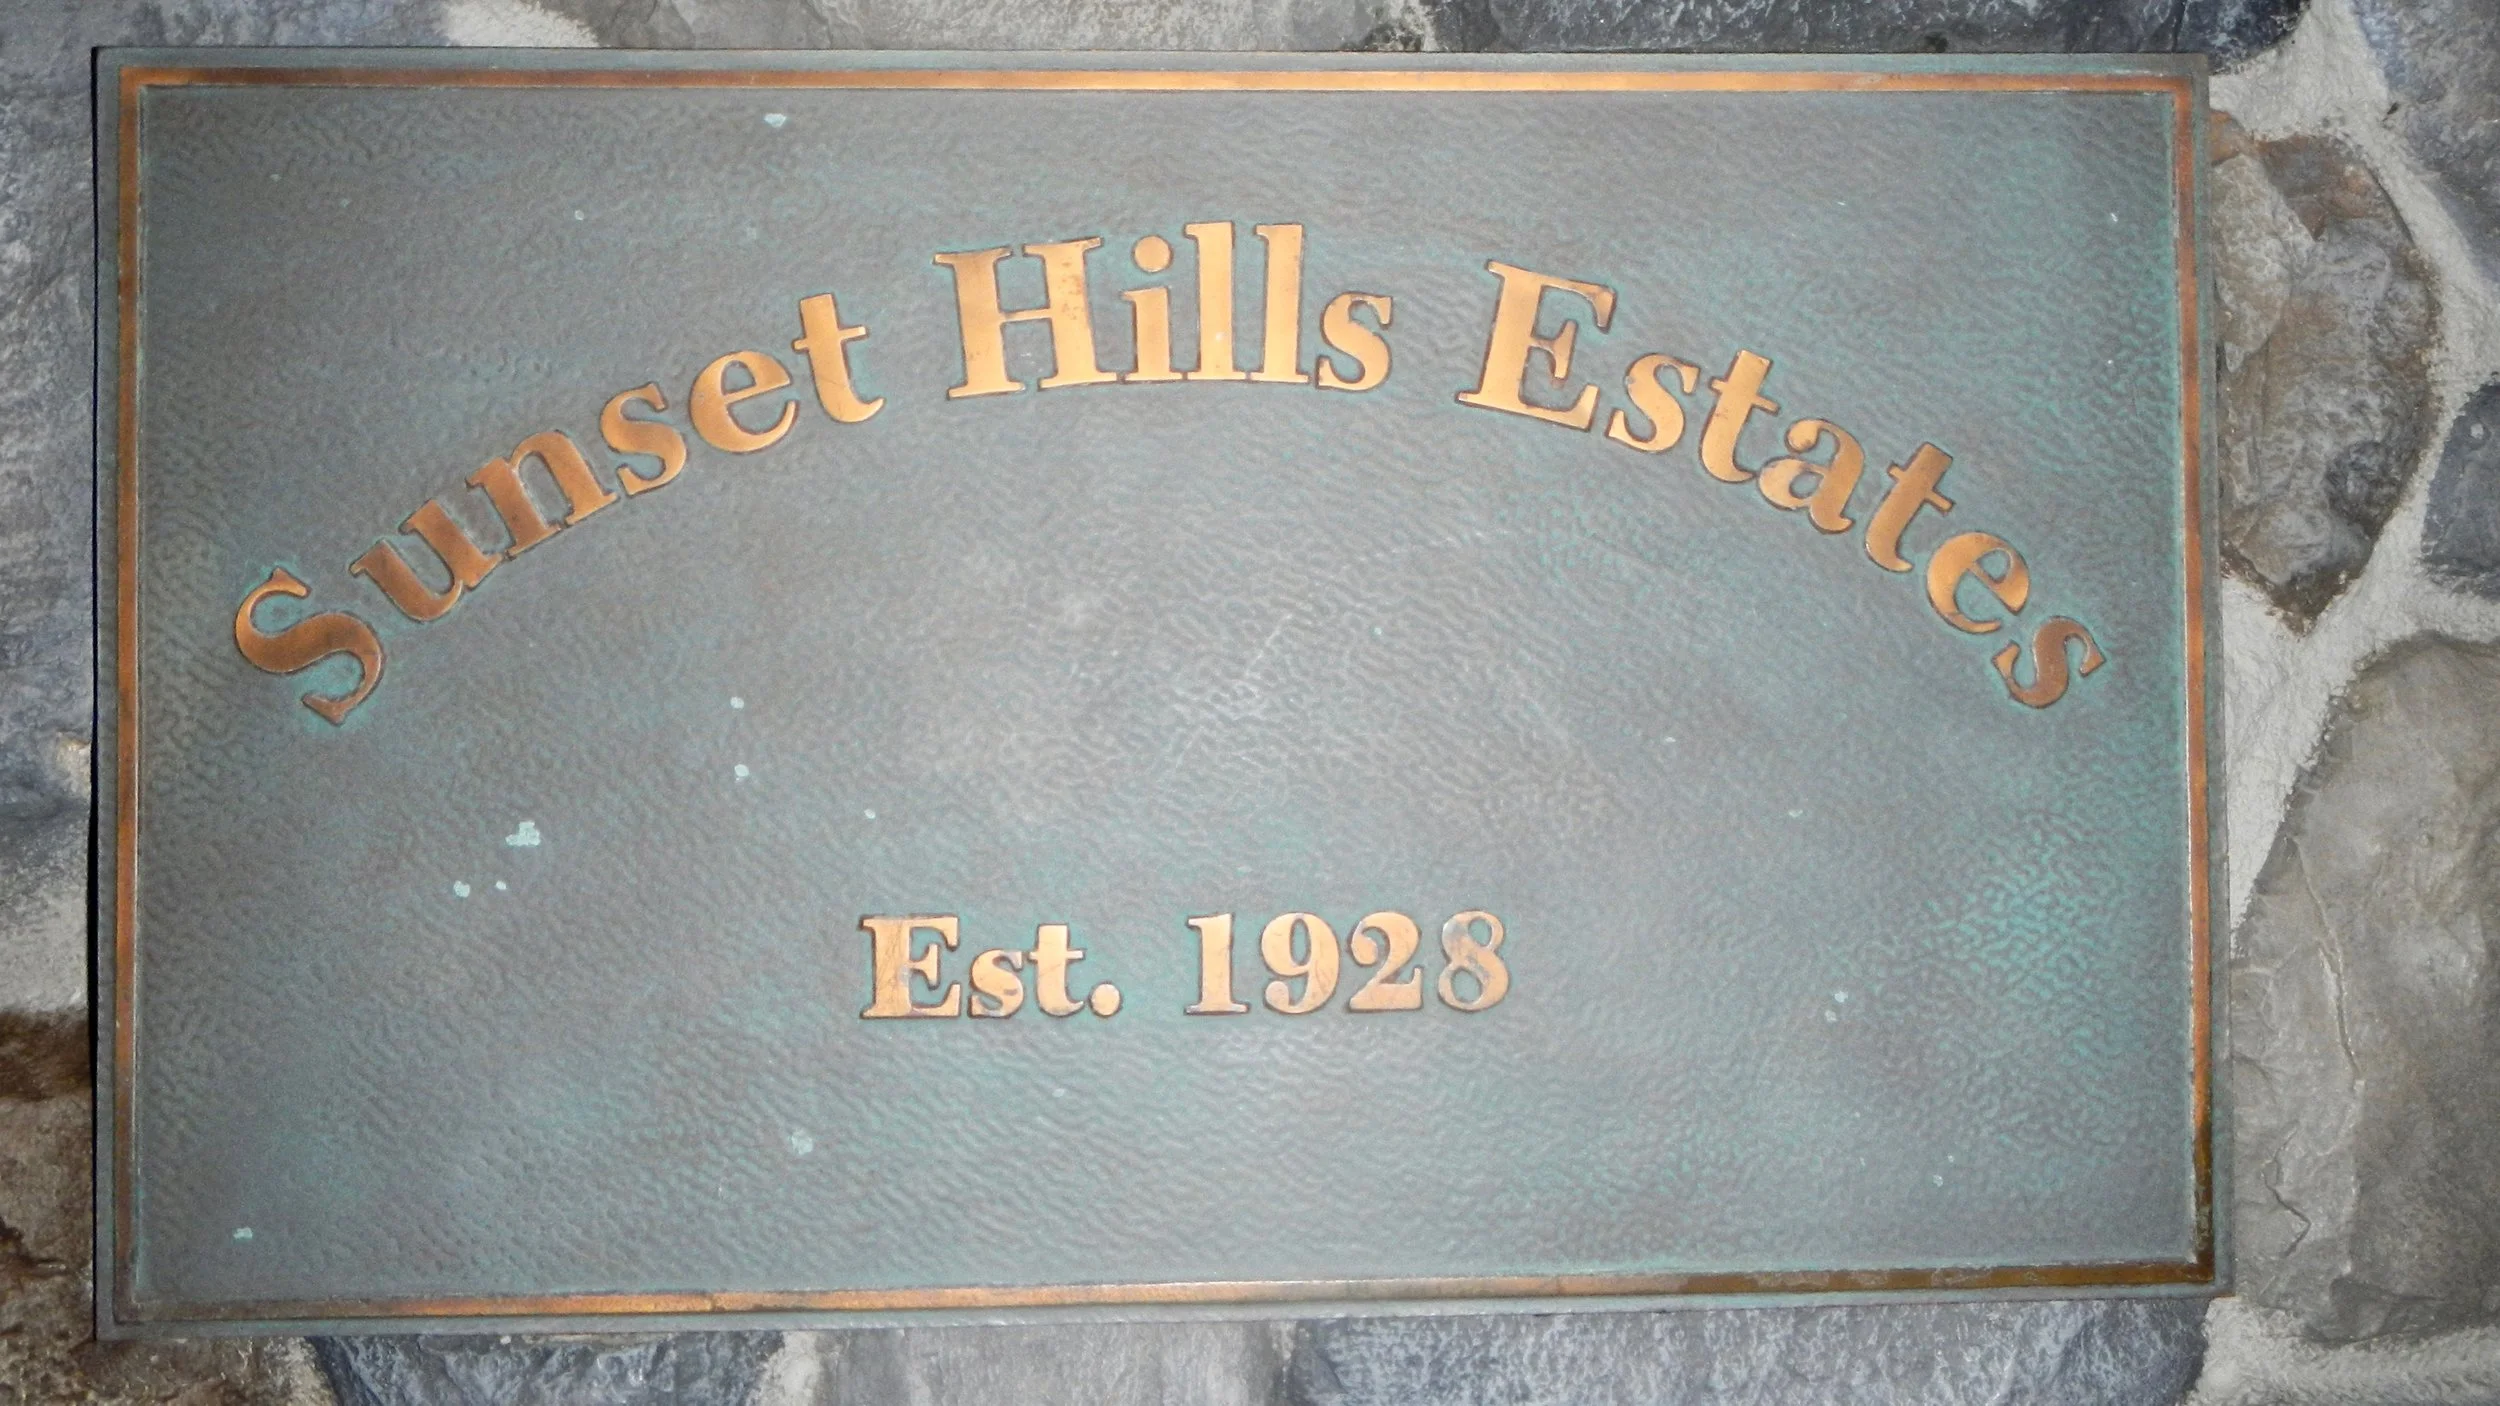 Sunset Hills Estates
Est. 1928